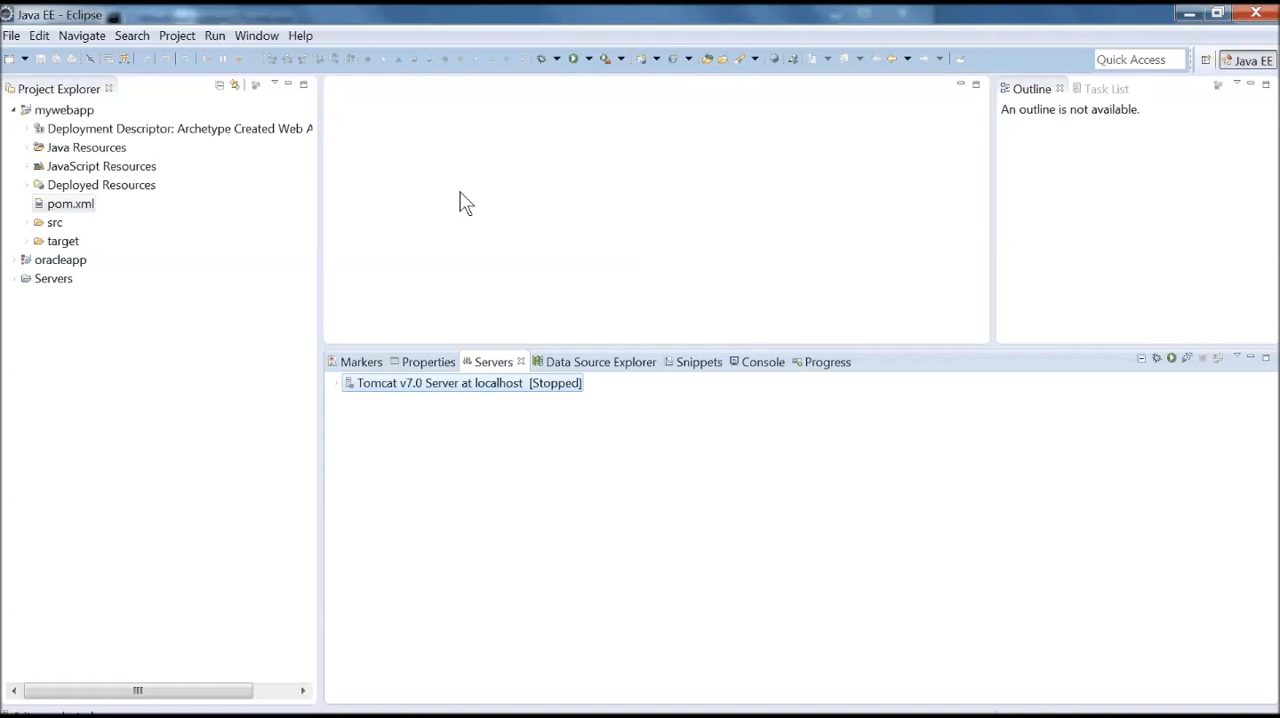 Java EE - Eclipse
File Edit Navigate Search Project Run Window Help
Quick Access
Java EE
Project Explorer
mywebapp
Deployment Descriptor: Archetype Created Web A
Java Resources
JavaScript Resources
Deployed Resources
pom.xml
src
target
oracleapp
Servers
Outline Task List
An outline is not available.
Markers Properties Servers Data Source Explorer Snippets Console Progress
Tomcat v7.0 Server at localhost [Stopped]